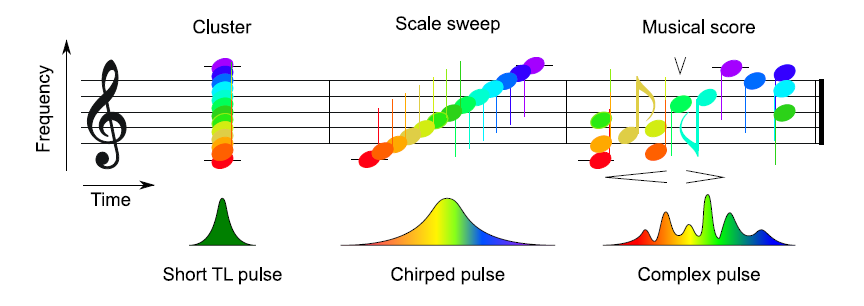 Cluster
Scale sweep
Musical score
Frequency
Time
Short TL pulse
Chirped pulse
Complex pulse